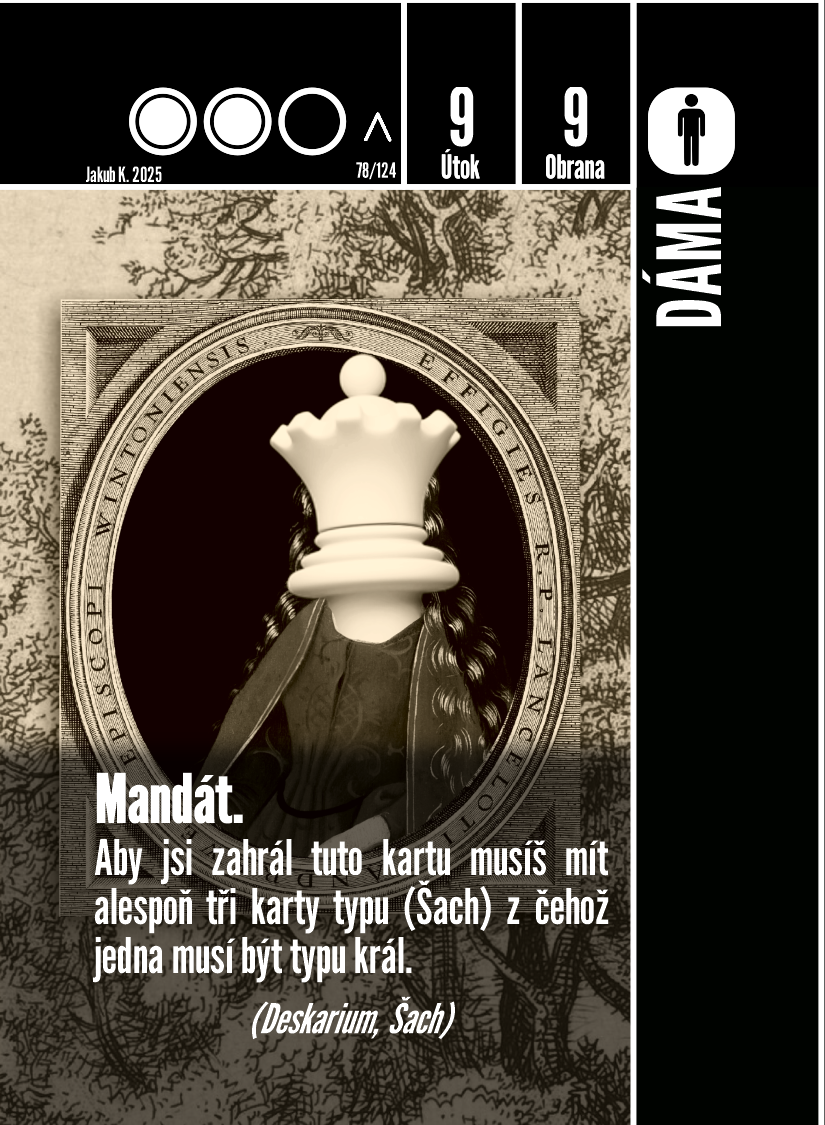 Jakub K. 2025
78/124
9
Útok
9
Obrana
DÁMA
EPISCOPI WINTONIENSIS
EFFIGIES R.P. LANCELOTI
Mandát.
Aby jsi zahrál tuto kartu musíš mít
alespoň tři karty typu (Šach) z čehož
jedna musí být typu král.
(Deskarium, Šach)